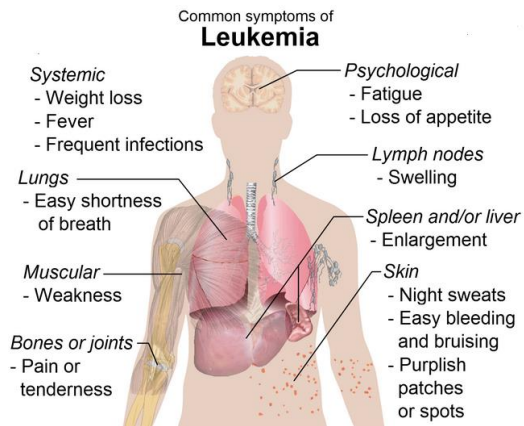 Common symptoms of
Leukemia
Systemic
- Weight loss
- Fever
- Frequent infections
Lungs
- Easy shortness
of breath
Muscular
- Weakness
Bones or joints
- Pain or
tenderness
Psychological
- Fatigue
- Loss of appetite
Lymph nodes
- Swelling
Spleen and/or liver
- Enlargement
Skin
- Night sweats
- Easy bleeding
and bruising
- Purplish
patches
or spots